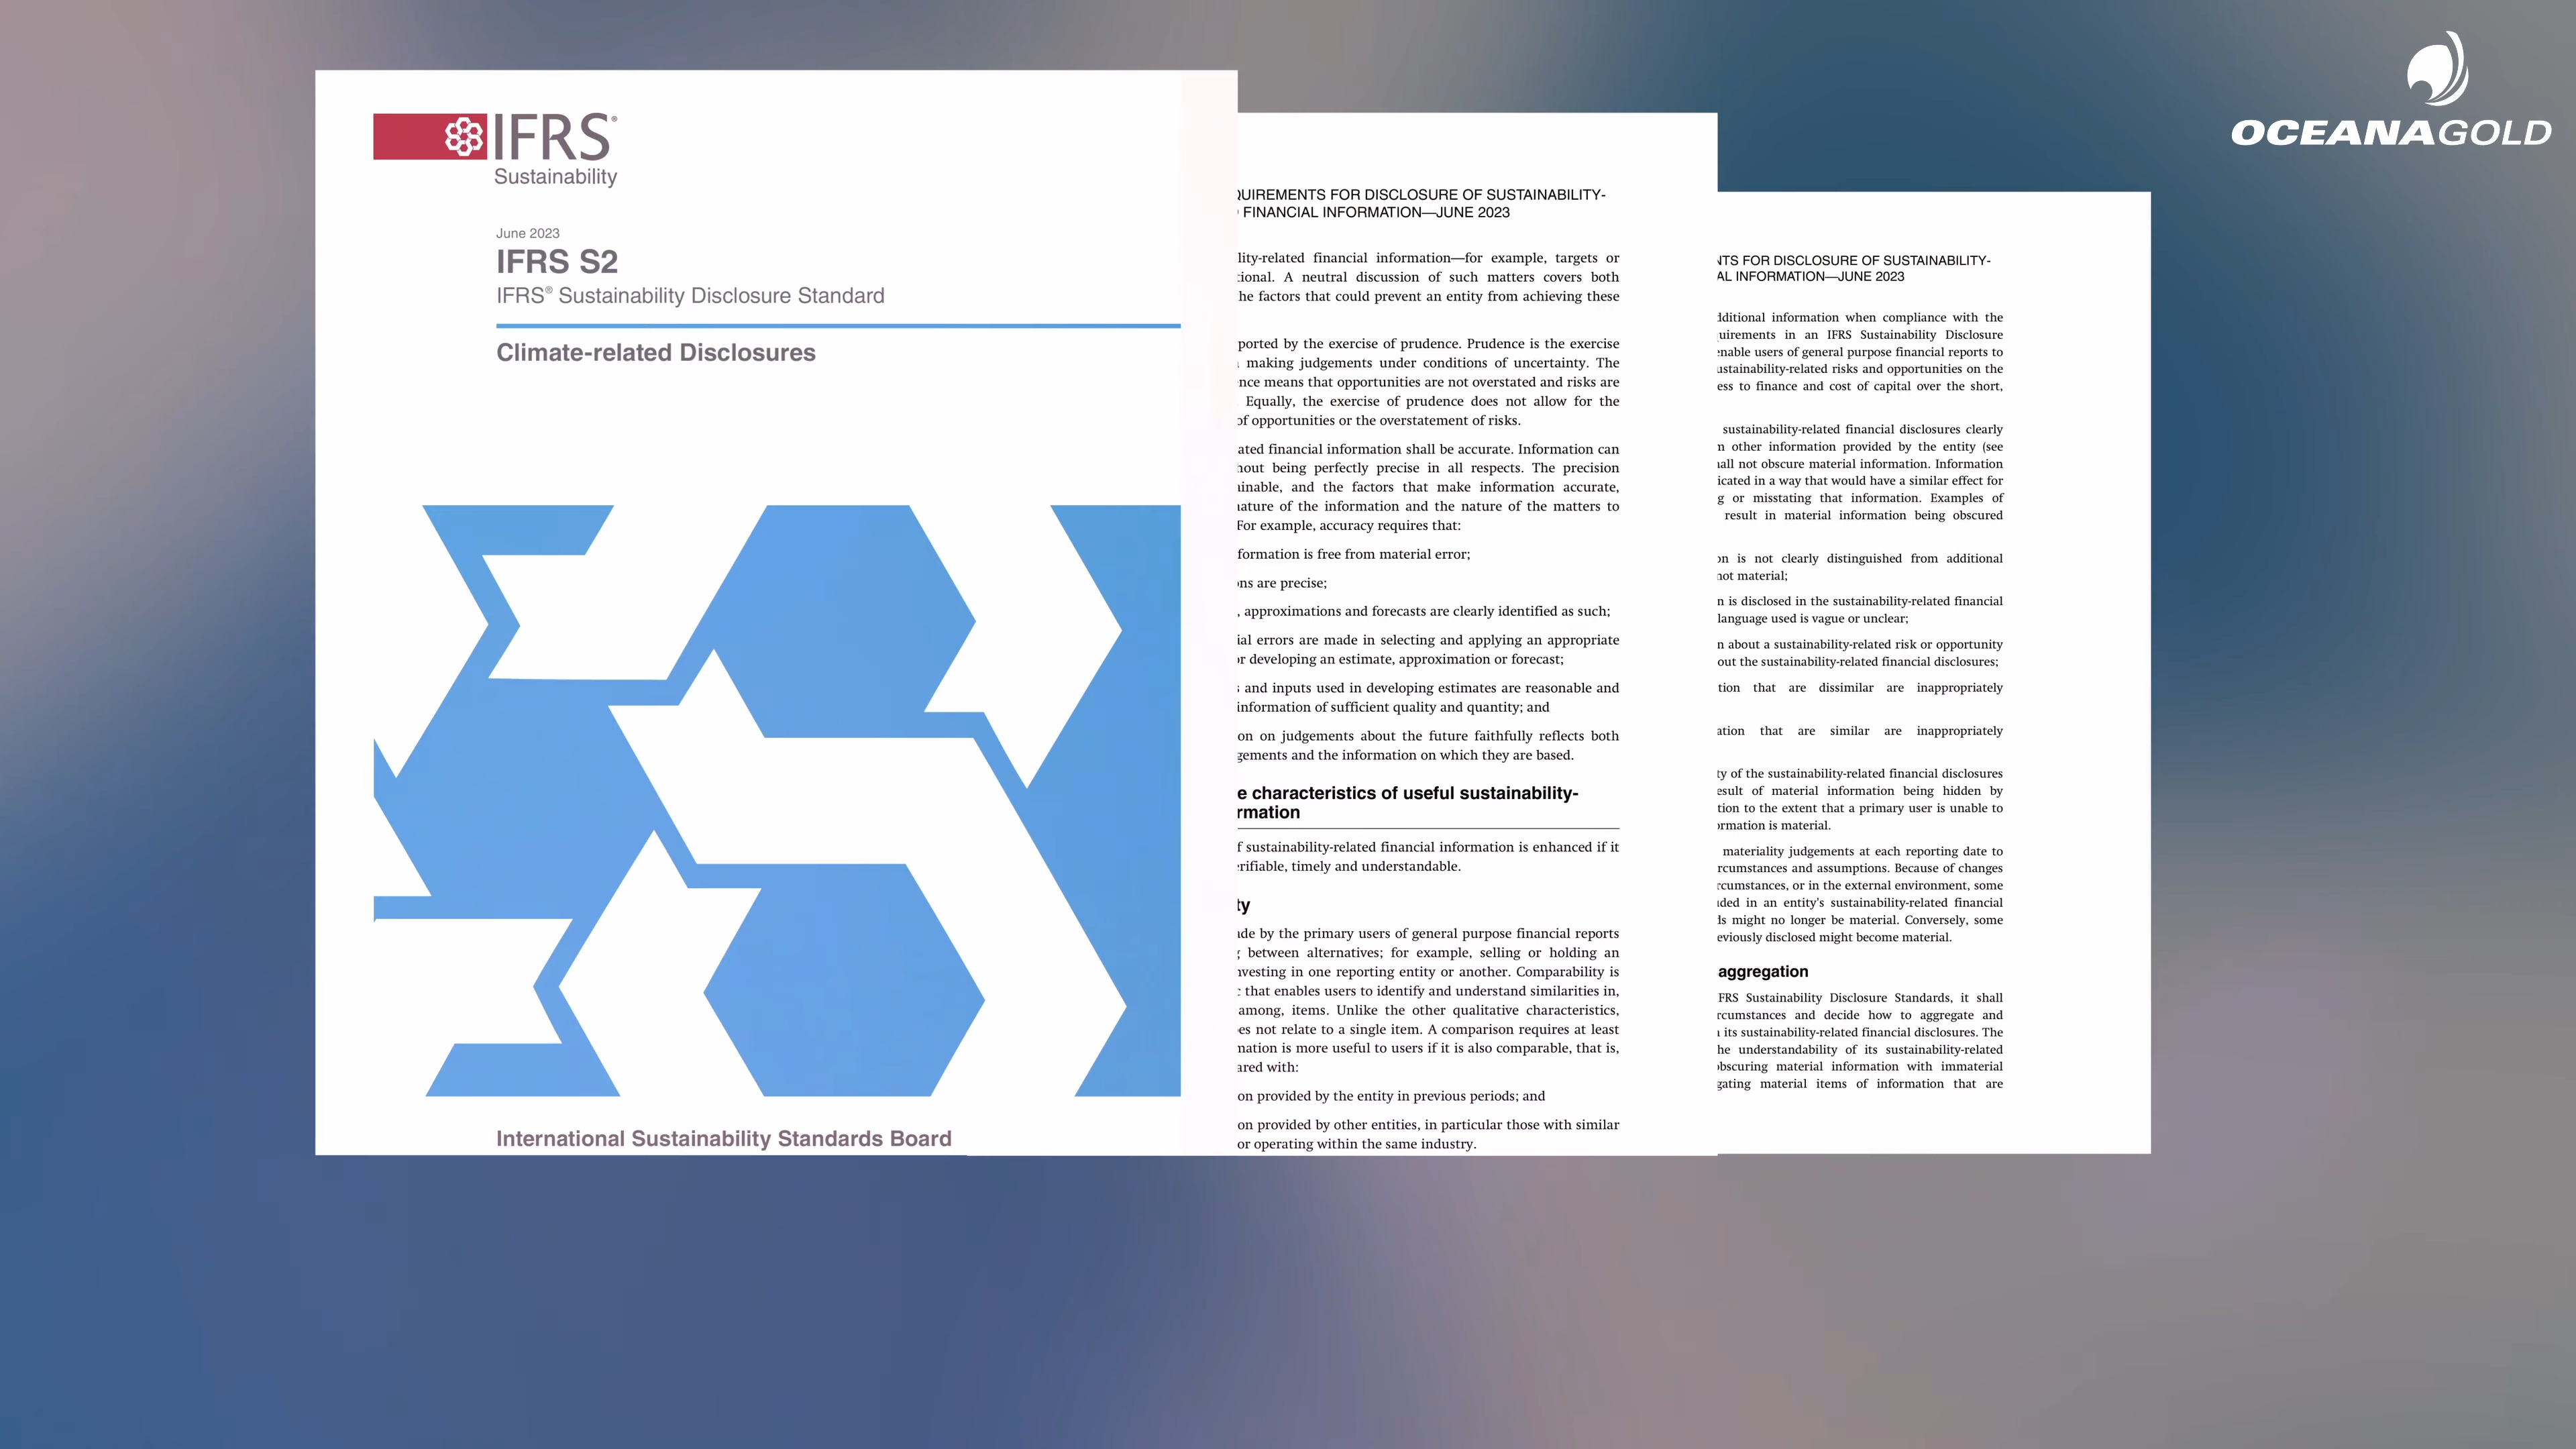 IFRS®
Sustainability
June 2023
IFRS S2
IFRS® Sustainability Disclosure Standard
Climate-related Disclosures
International Sustainability Standards Board
QUIREMENTS FOR DISCLOSURE OF SUSTAINABILITY-
FINANCIAL INFORMATION—JUNE 2023
lity-related financial information—for example, targets or
tional. A neutral discussion of such matters covers both
he factors that could prevent an entity from achieving these
ported by the exercise of prudence. Prudence is the exercise
making judgements under conditions of uncertainty. The
nce means that opportunities are not overstated and risks are
Equally, the exercise of prudence does not allow for the
of opportunities or the overstatement of risks.
ated financial information shall be accurate. Information can
hout being perfectly precise in all respects. The precision
ainable, and the factors that make information accurate,
nature of the information and the nature of the matters to
For example, accuracy requires that:
formation is free from material error;
ons are precise;
, approximations and forecasts are clearly identified as such;
ial errors are made in selecting and applying an appropriate
or developing an estimate, approximation or forecast;
s and inputs used in developing estimates are reasonable and
information of sufficient quality and quantity; and
on on judgements about the future faithfully reflects both
gements and the information on which they are based.
e characteristics of useful sustainability-
rmation
f sustainability-related financial information is enhanced if it
erifiable, timely and understandable.
ty
ade by the primary users of general purpose financial reports
g between alternatives; for example, selling or holding an
nvesting in one reporting entity or another. Comparability is
c that enables users to identify and understand similarities in,
among, items. Unlike the other qualitative characteristics,
oes not relate to a single item. A comparison requires at least
mation is more useful to users if it is also comparable, that is,
ared with:
on provided by the entity in previous periods; and
on provided by other entities, in particular those with similar
or operating within the same industry.
NTS FOR DISCLOSURE OF SUSTAINABILITY-
AL INFORMATION—JUNE 2023
dditional information when compliance with the
quirements in an IFRS Sustainability Disclosure
enable users of general purpose financial reports to
ustainability-related risks and opportunities on the
ess to finance and cost of capital over the short,
sustainability-related financial disclosures clearly
m other information provided by the entity (see
hall not obscure material information. Information
icated in a way that would have a similar effect for
g or misstating that information. Examples of
result in material information being obscured
on is not clearly distinguished from additional
not material;
n is disclosed in the sustainability-related financial
language used is vague or unclear;
n about a sustainability-related risk or opportunity
out the sustainability-related financial disclosures;
tion that are dissimilar are inappropriately
ation that are similar are inappropriately
ty of the sustainability-related financial disclosures
esult of material information being hidden by
tion to the extent that a primary user is unable to
ormation is material.
materiality judgements at each reporting date to
rcumstances and assumptions. Because of changes
rcumstances, or in the external environment, some
ded in an entity's sustainability-related financial
ds might no longer be material. Conversely, some
eviously disclosed might become material.
aggregation
FRS Sustainability Disclosure Standards, it shall
rcumstances and decide how to aggregate and
its sustainability-related financial disclosures. The
he understandability of its sustainability-related
obscuring material information with immaterial
gating material items of information that are
OCEANAGOLD